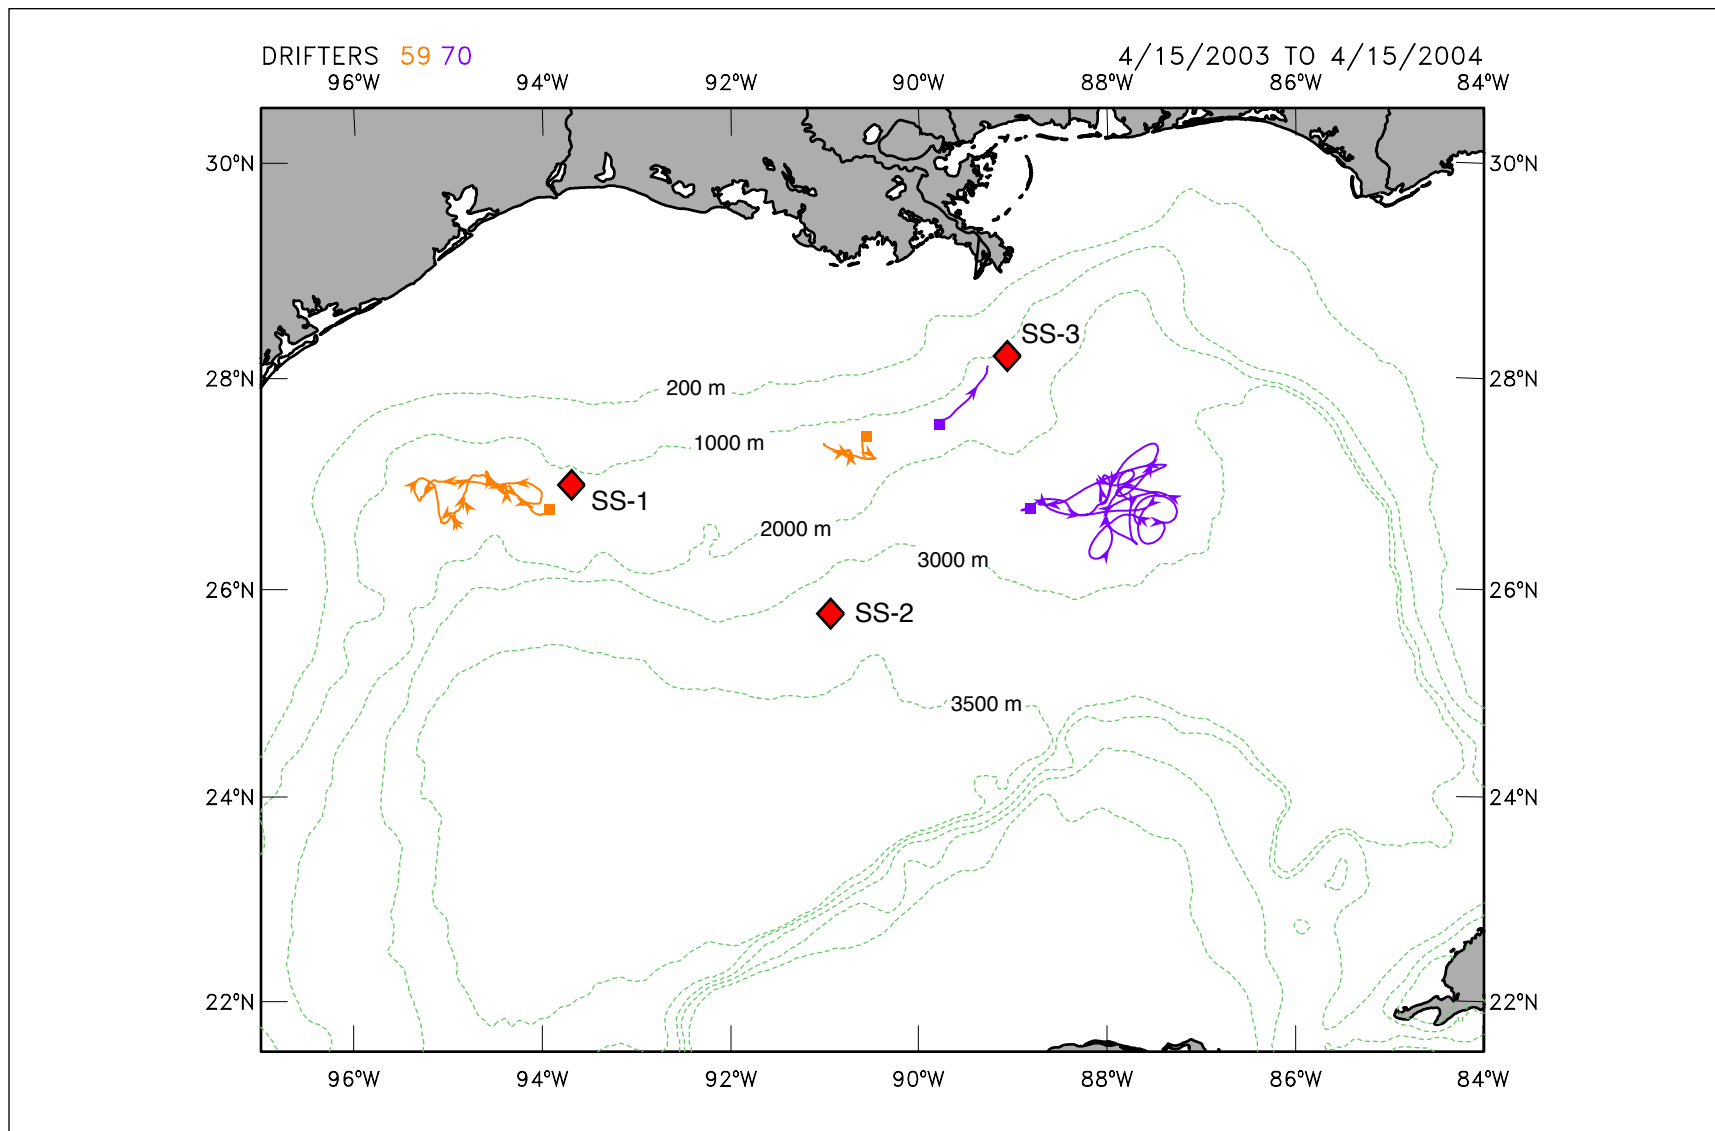 DRIFTERS 59 70 4/15/2003 TO 4/15/2004
96°W 94°W 92°W 90°W 88°W 86°W 84°W
30°N 30°N
SS-3
28°N 200 m 28°N
1000 m
SS-1
2000 m
3000 m
26°N 26°N
SS-2
3500 m
24°N 24°N
22°N 22°N
96°W 94°W 92°W 90°W 88°W 86°W 84°W